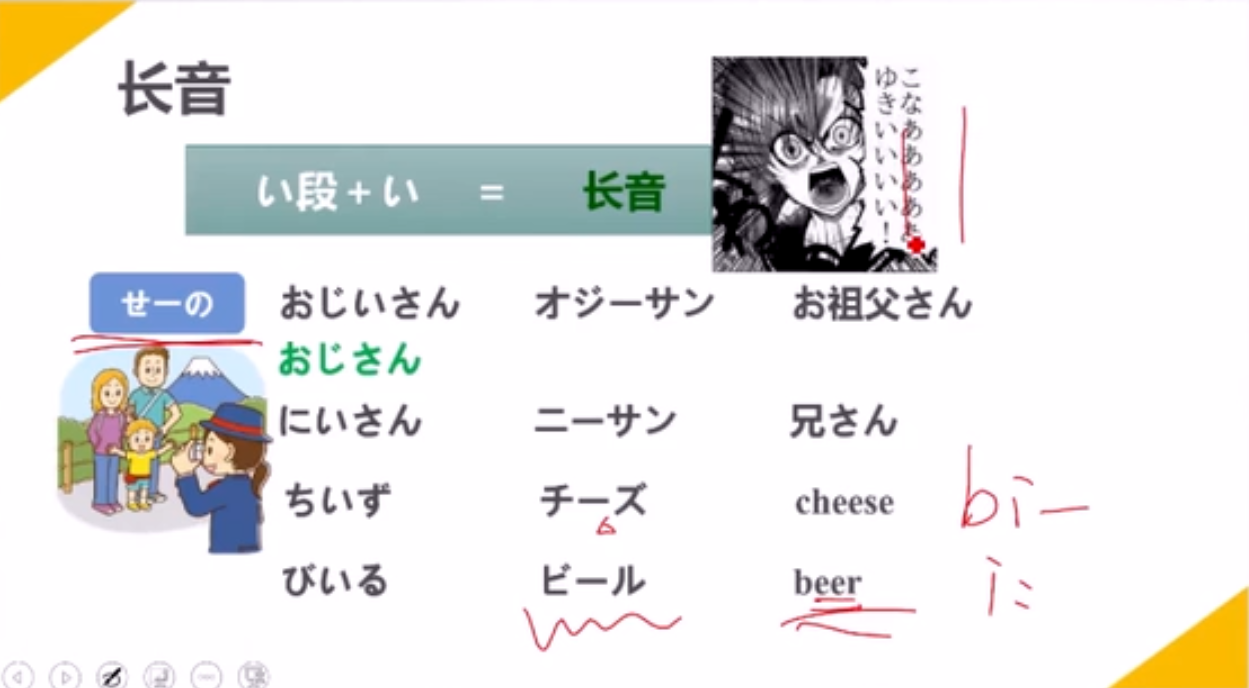 长音
い段+い = 长音
こなああああ
ゆきいいいい!
せーの
おじいさん オジーサン お祖父さん
おじさん
にいさん ニーサン 兄さん
ちいず チーズ cheese
bi-
びいる ビール beer
i: